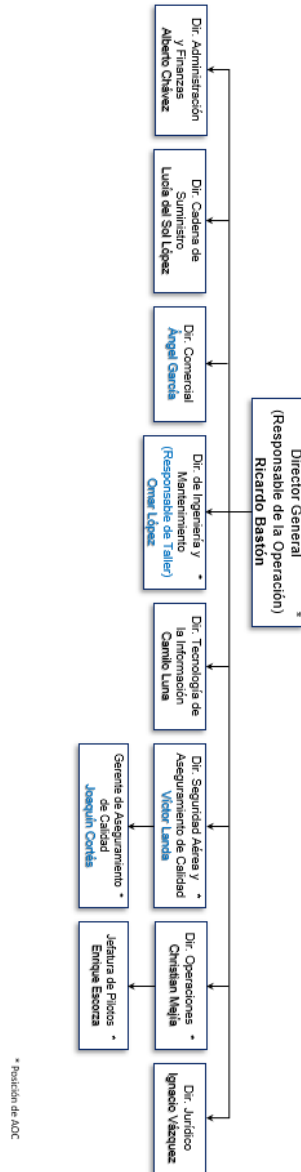 Director General *
(Responsable de la Operación)
Ricardo Bastón
Dir. Administración
y Finanzas
Alberto Chávez
Dir. Cadena de
Suministro
Lucía del Sol López
Dir. Comercial
Ángel García
Dir. de Ingeniería y *
Mantenimiento
(Responsable de Taller)
Omar López
Dir. Tecnología de
la Información
Camilo Luna
Dir. Seguridad Aérea y *
Aseguramiento de Calidad
Víctor Landa
Dir. Operaciones *
Christian Mejía
Dir. Jurídico
Ignacio Vázquez
Gerente de Aseguramiento *
de Calidad
Joaquín Cortés
Jefatura de Pilotos *
Enrique Escorza
* Posición de AOC